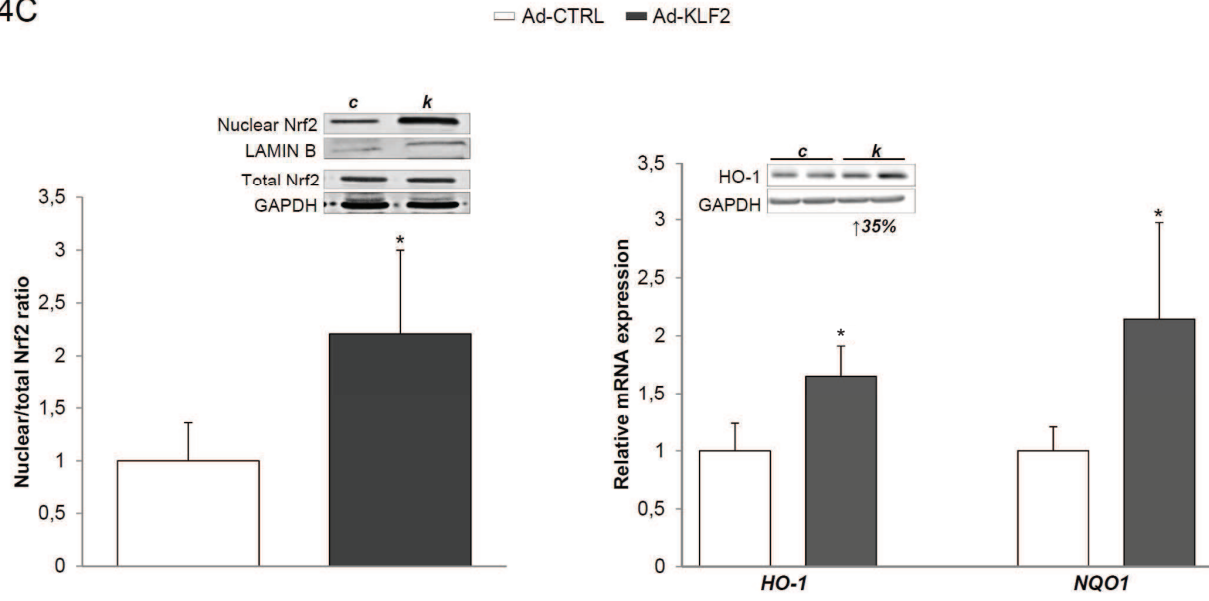 4C
Ad-CTRL Ad-KLF2
c k
Nuclear Nrf2
LAMIN B
Total Nrf2
GAPDH
Nuclear/total Nrf2 ratio
3,5
3
2,5
2
1,5
1
0,5
0
*
c k
HO-1
GAPDH
↑35%
Relative mRNA expression
3,5
3
2,5
2
1,5
1
0,5
0
*
*
HO-1 NQO1